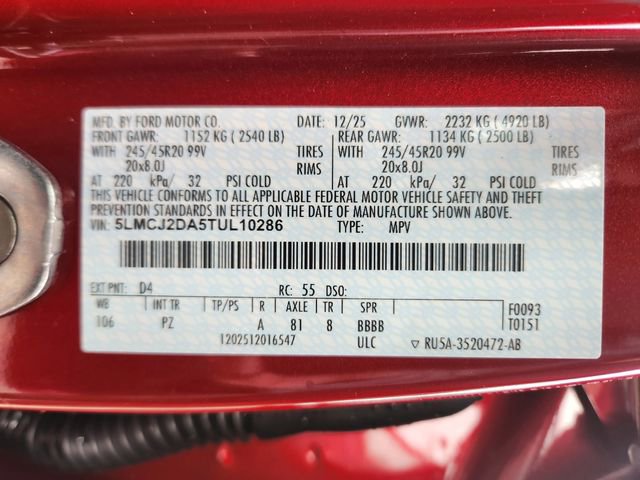 MFD. BY FORD MOTOR CO. DATE: 12/25 GVWR: 2232 KG ( 4920 LB)
FRONT GAWR: 1152 KG ( 2540 LB) REAR GAWR: 1134 KG ( 2500 LB)
WITH 245/45R20 99V TIRES WITH 245/45R20 99V TIRES
20x8.0J RIMS 20x8.0J RIMS
AT 220 kPa/ 32 PSI COLD AT 220 kPa/ 32 PSI COLD
THIS VEHICLE CONFORMS TO ALL APPLICABLE FEDERAL MOTOR VEHICLE SAFETY AND THEFT
PREVENTION STANDARDS IN EFFECT ON THE DATE OF MANUFACTURE SHOWN ABOVE.
VIN: 5LMCJ2DA5TUL10286 TYPE: MPV
EXT PNT: D4 RC: 55 DSO:
WB INT TR TP/PS R AXLE TR SPR F0093
106 PZ A 81 8 BBBB T0151
1202512016547 ULC ▽ RU5A-3520472-AB